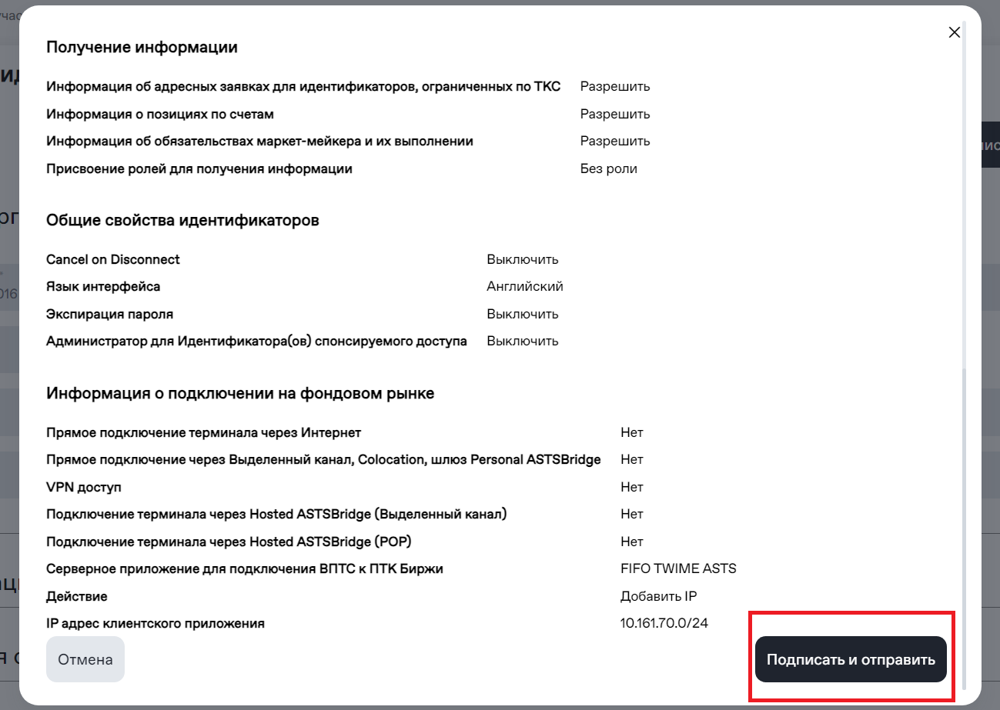 Получение информации
Информация об адресных заявках для идентификаторов, ограниченных по ТКС Разрешить
Информация о позициях по счетам Разрешить
Информация об обязательствах маркет-мейкера и их выполнении Разрешить
Присвоение ролей для получения информации Без роли
Общие свойства идентификаторов
Cancel on Disconnect Выключить
Язык интерфейса Английский
Экспирация пароля Выключить
Администратор для Идентификатора(ов) спонсируемого доступа Выключить
Информация о подключении на фондовом рынке
Прямое подключение терминала через Интернет Нет
Прямое подключение через Выделенный канал, Colocation, шлюз Personal ASTSBridge Нет
VPN доступ Нет
Подключение терминала через Hosted ASTSBridge (Выделенный канал) Нет
Подключение терминала через Hosted ASTSBridge (POP) Нет
Серверное приложение для подключения ВПТС к ПТК Биржи FIFO TWIME ASTS
Действие Добавить IP
IP адрес клиентского приложения 10.161.70.0/24
Отмена Подписать и отправить